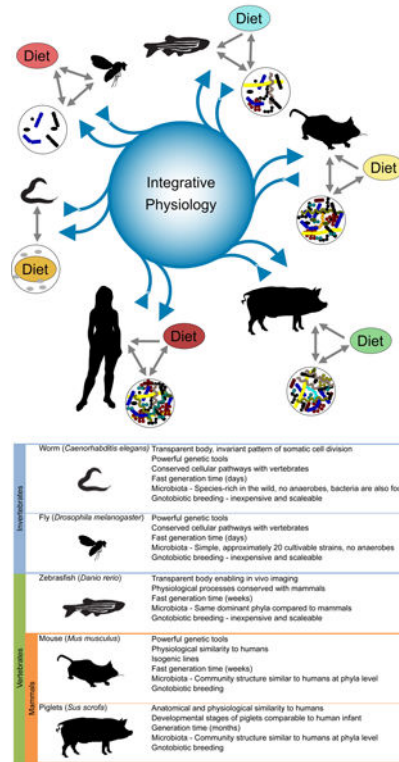 Diet
Diet
Integrative
Physiology
Diet
Diet
Diet
Diet
Invertebrates
Worm (Caenorhabditis elegans)
Transparent body, invariant pattern of somatic cell division
Powerful genetic tools
Conserved cellular pathways with vertebrates
Fast generation time (days)
Microbiota - Species-rich in the wild, no anaerobes, bacteria are also foo
Gnotobiotic breeding - inexpensive and scaleable
Fly (Drosophila melanogaster)
Powerful genetic tools
Conserved cellular pathways with vertebrates
Fast generation time (days)
Microbiota - Simple, approximately 20 cultivable strains, no anaerobes
Gnotobiotic breeding - inexpensive and scaleable
Vertebrates
Zebrafish (Danio rerio)
Transparent body enabling in vivo imaging
Physiological processes conserved with mammals
Fast generation time (weeks)
Microbiota - Same dominant phyla compared to mammals
Gnotobiotic breeding - inexpensive and scaleable
Mammals
Mouse (Mus musculus)
Powerful genetic tools
Physiological similarity to humans
Isogenic lines
Fast generation time (weeks)
Microbiota - Community structure similar to humans at phyla level
Gnotobiotic breeding
Piglets (Sus scrofs)
Anatomical and physiological similarity to humans
Developmental stages of piglets comparable to human infant
Generation time (months)
Microbiota - Community structure similar to humans at phyla level
Gnotobiotic breeding